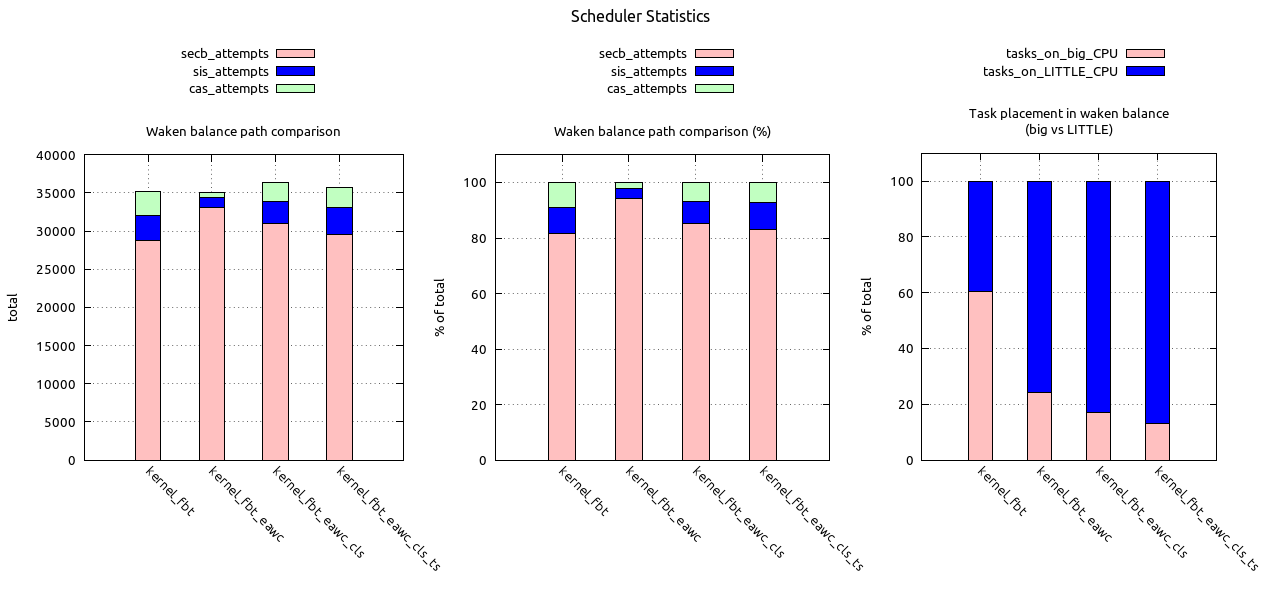 Scheduler Statistics
secb_attempts
sis_attempts
cas_attempts
Waken balance path comparison
total
40000
35000
30000
25000
20000
15000
10000
5000
0
kernel_fbt
kernel_fbt_eawc
kernel_fbt_eawc_cls
kernel_fbt_eawc_cls_ts
secb_attempts
sis_attempts
cas_attempts
Waken balance path comparison (%)
% of total
100
80
60
40
20
0
kernel_fbt
kernel_fbt_eawc
kernel_fbt_eawc_cls
kernel_fbt_eawc_cls_ts
tasks_on_big_CPU
tasks_on_LITTLE_CPU
Task placement in waken balance
(big vs LITTLE)
% of total
100
80
60
40
20
0
kernel_fbt
kernel_fbt_eawc
kernel_fbt_eawc_cls
kernel_fbt_eawc_cls_ts